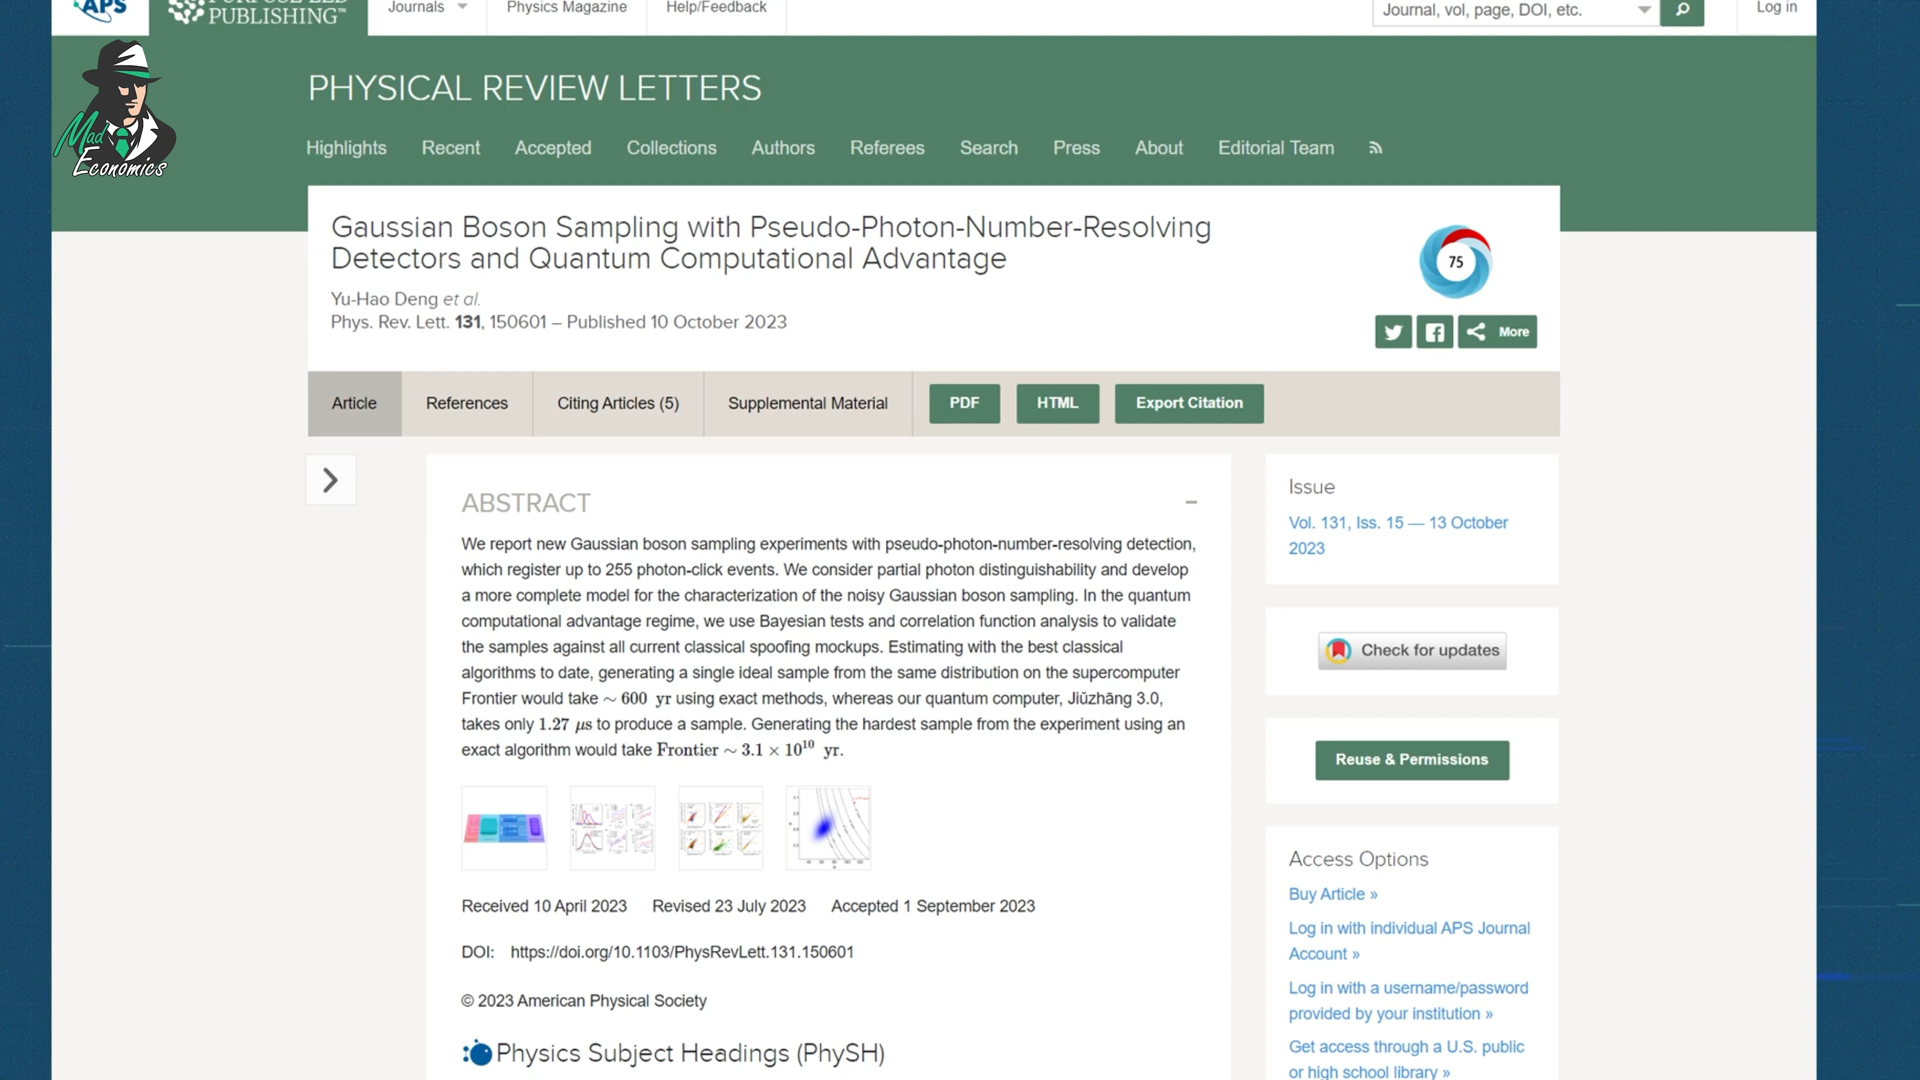 APS
PUBLISHING™
Journals
Physics Magazine
Help/Feedback
Journal, vol, page, DOI, etc.
Log in
Mad
Economics
PHYSICAL REVIEW LETTERS
Highlights
Recent
Accepted
Collections
Authors
Referees
Search
Press
About
Editorial Team
Gaussian Boson Sampling with Pseudo-Photon-Number-Resolving
Detectors and Quantum Computational Advantage
Yu-Hao Deng et al.
Phys. Rev. Lett. 131, 150601 – Published 10 October 2023
75
More
Article
References
Citing Articles (5)
Supplemental Material
PDF
HTML
Export Citation
ABSTRACT
We report new Gaussian boson sampling experiments with pseudo-photon-number-resolving detection,
which register up to 255 photon-click events. We consider partial photon distinguishability and develop
a more complete model for the characterization of the noisy Gaussian boson sampling. In the quantum
computational advantage regime, we use Bayesian tests and correlation function analysis to validate
the samples against all current classical spoofing mockups. Estimating with the best classical
algorithms to date, generating a single ideal sample from the same distribution on the supercomputer
Frontier would take ∼ 600 yr using exact methods, whereas our quantum computer, Jiǔzhāng 3.0,
takes only 1.27 μs to produce a sample. Generating the hardest sample from the experiment using an
exact algorithm would take Frontier ∼ 3.1 × 10¹⁰ yr.
Received 10 April 2023
Revised 23 July 2023
Accepted 1 September 2023
DOI: https://doi.org/10.1103/PhysRevLett.131.150601
© 2023 American Physical Society
Physics Subject Headings (PhySH)
Issue
Vol. 131, Iss. 15 — 13 October
2023
Check for updates
Reuse & Permissions
Access Options
Buy Article »
Log in with individual APS Journal
Account »
Log in with a username/password
provided by your institution »
Get access through a U.S. public
or high school library »